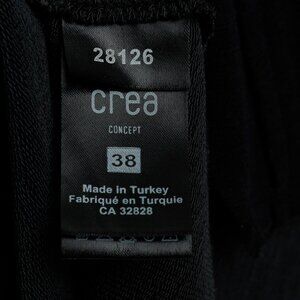 28126
crea
CONCEPT
38
Made in Turkey
Fabriqué en Turquie
CA 32828